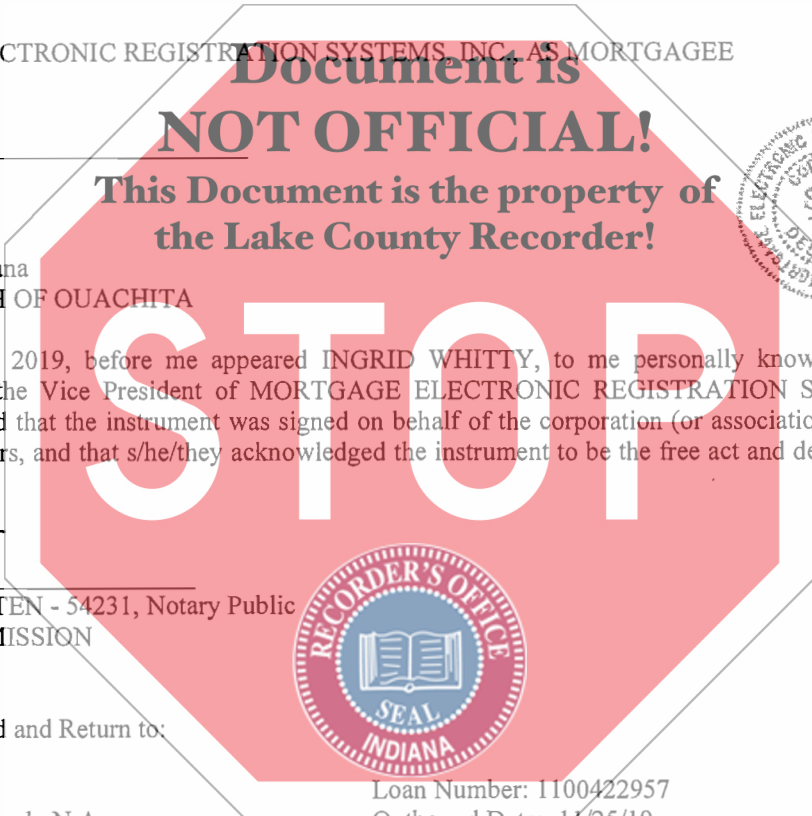 CTRONIC REGISTRATION SYSTEMS, INC., AS MORTGAGEE
Document is
NOT OFFICIAL!
This Document is the property of
the Lake County Recorder!
ana
H OF OUACHITA
STOP
2019, before me appeared INGRID WHITTY, to me personally know
the Vice President of MORTGAGE ELECTRONIC REGISTRATION S
d that the instrument was signed on behalf of the corporation (or associatio
rs, and that s/he/they acknowledged the instrument to be the free act and de
TEN - 54231, Notary Public
MISSION
RECORDER'S OFFICE
SEAL
INDIANA
d and Return to:
Loan Number: 1100422957